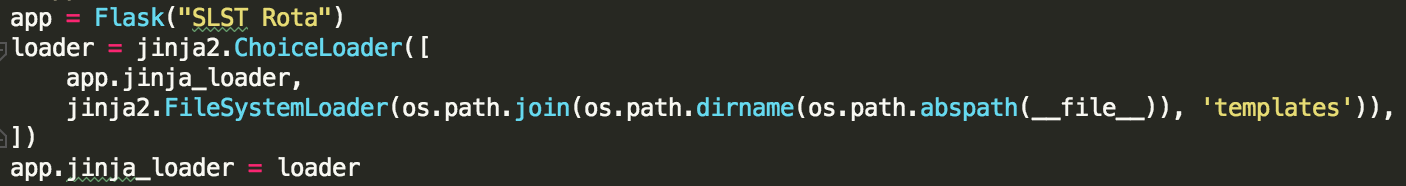 app = Flask("SLST Rota")
loader = jinja2.ChoiceLoader([
    app.jinja_loader,
    jinja2.FileSystemLoader(os.path.join(os.path.dirname(os.path.abspath(__file__)), 'templates')),
])
app.jinja_loader = loader